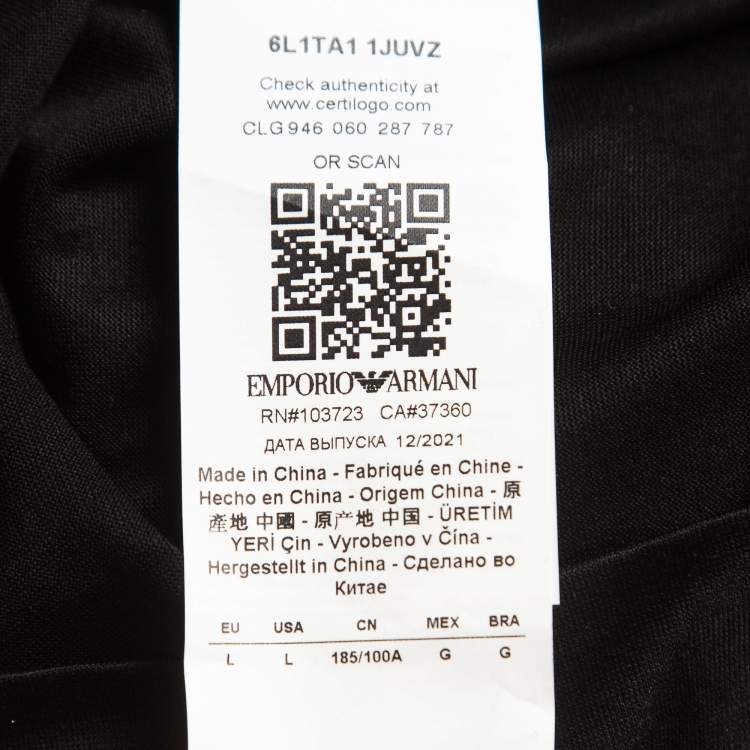 6L1TA1 1JUVZ
Check authenticity at
www.certilogo.com
CLG 946 060 287 787
OR SCAN
EMPORIO ARMANI
RN#103723 CA#37360
ДАТА ВЫПУСКА 12/2021
Made in China - Fabriqué en Chine -
Hecho en China - Origem China - 原
產地 中國 - 原产地 中国 - ÜRETİM
YERİ Çin - Vyrobeno v Čína -
Hergestellt in China - Сделано во
Китае
EU USA CN MEX BRA
L L 185/100A G G